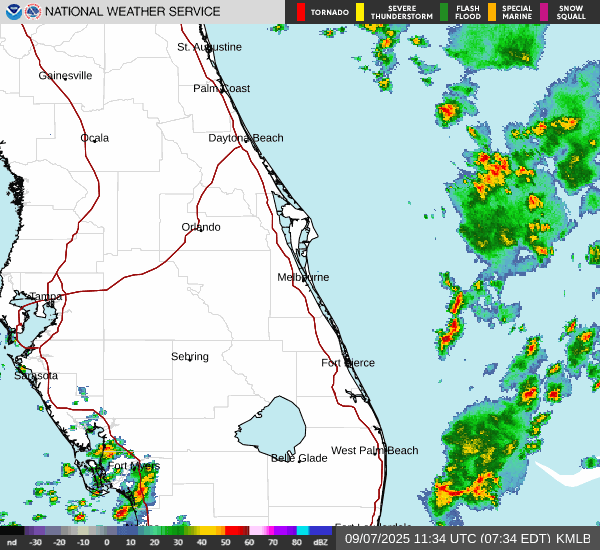 NATIONAL WEATHER SERVICE
TORNADO
SEVERE
THUNDERSTORM
FLASH
FLOOD
SPECIAL
MARINE
SNOW
SQUALL
St. Augustine
Gainesville
Palm Coast
Ocala
Daytona Beach
Orlando
Melbourne
Tampa
Sebring
Fort Pierce
Sarasota
West Palm Beach
Belle Glade
Fort Myers
nd -30 -20 -10 0 10 20 30 40 50 60 70 80 dBZ
09/07/2025 11:34 UTC (07:34 EDT) KMLB